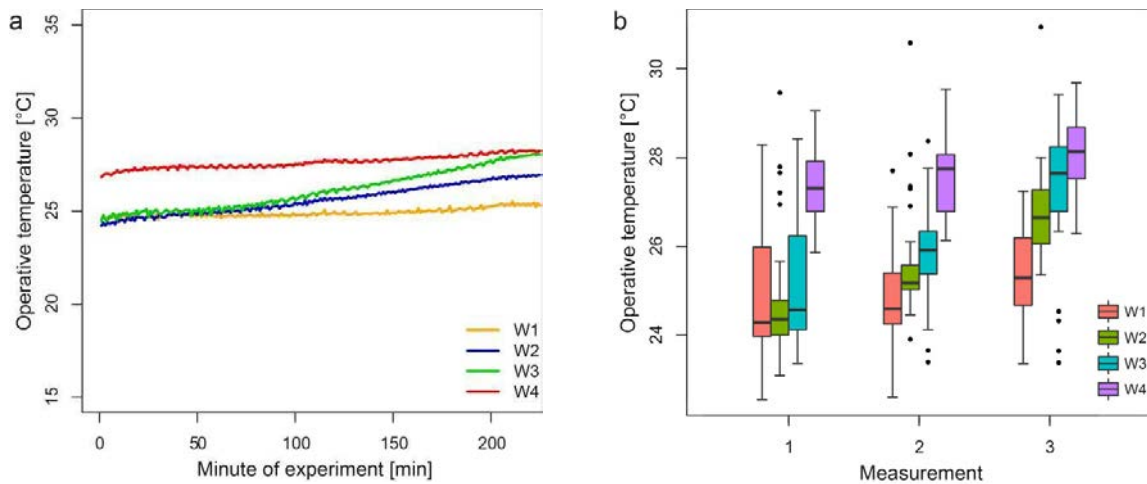 a
Operative temperature [°C]
35
30
25
20
15
0 50 100 150 200
Minute of experiment [min]
W1
W2
W3
W4
b
Operative temperature [°C]
30
28
26
24
1 2 3
Measurement
W1
W2
W3
W4